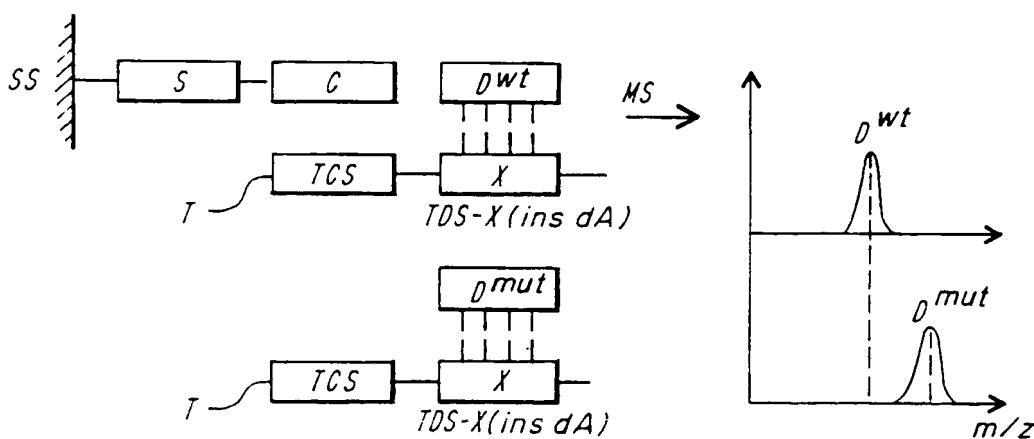 SS
S
C
D wt
MS
D wt
T
TCS
X
TDS-X(ins dA)
D mut
D mut
T
TCS
X
TDS-X(ins dA)
m/z